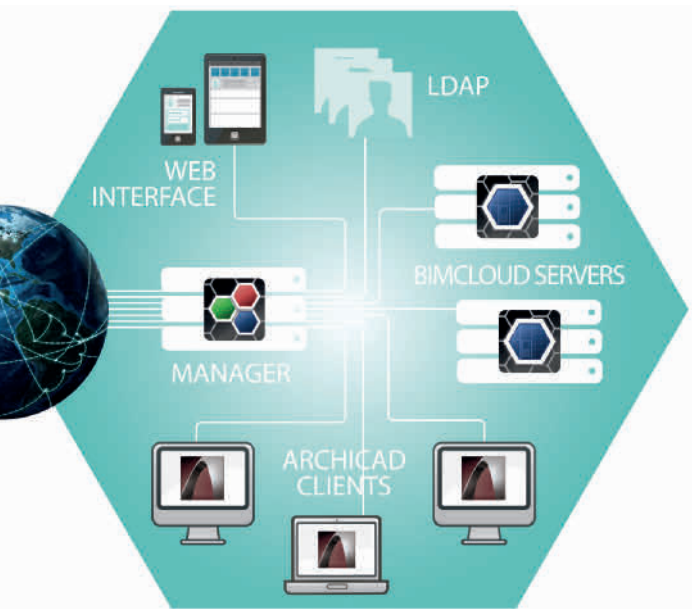 LDAP
WEB
INTERFACE
BIMCLOUD SERVERS
MANAGER
ARCHICAD
CLIENTS